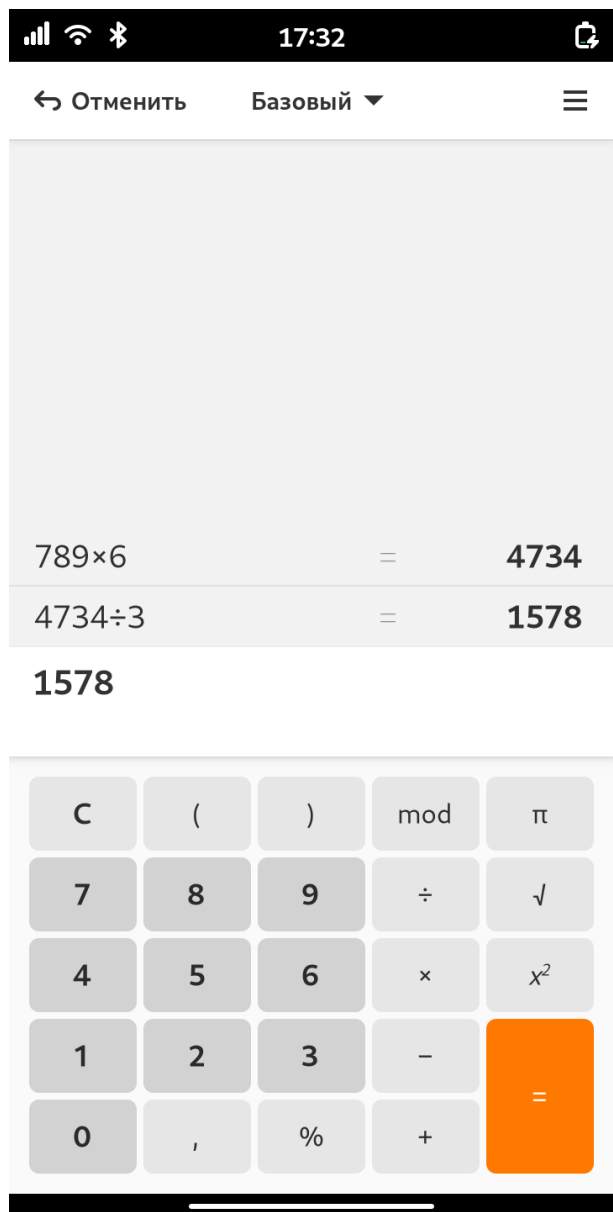 17:32
Отменить Базовый
789×6 = 4734
4734÷3 = 1578
1578
C ( ) mod π
7 8 9 ÷ √
4 5 6 × x²
1 2 3 −
=
0 , % +